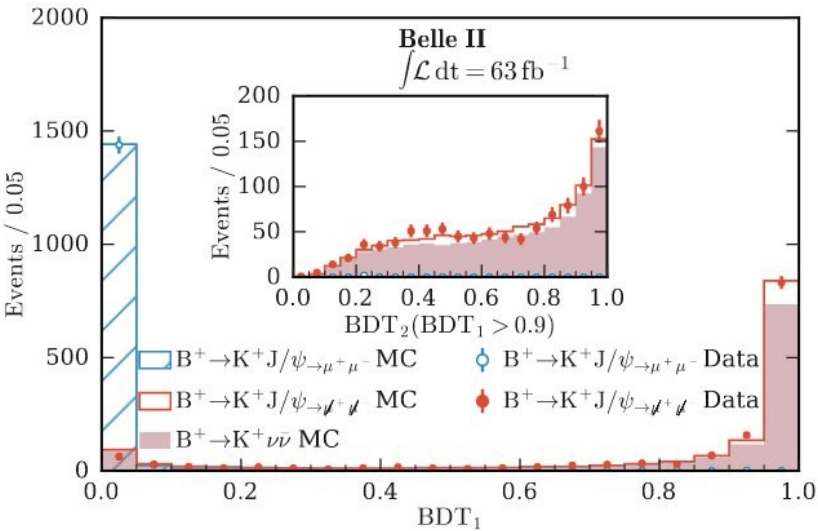 Belle II
∫ℒ dt = 63 fb⁻¹
Events / 0.05
2000
1500
1000
500
0
0.0 0.2 0.4 0.6 0.8 1.0
BDT₁
Events / 0.05
200
150
100
50
0
0.0 0.2 0.4 0.6 0.8 1.0
BDT₂(BDT₁ > 0.9)
B⁺→K⁺J/ψ→μ⁺μ⁻ MC
B⁺→K⁺J/ψ→μ̸⁺μ̸⁻ MC
B⁺→K⁺νν̄ MC
B⁺→K⁺J/ψ→μ⁺μ⁻ Data
B⁺→K⁺J/ψ→μ̸⁺μ̸⁻ Data